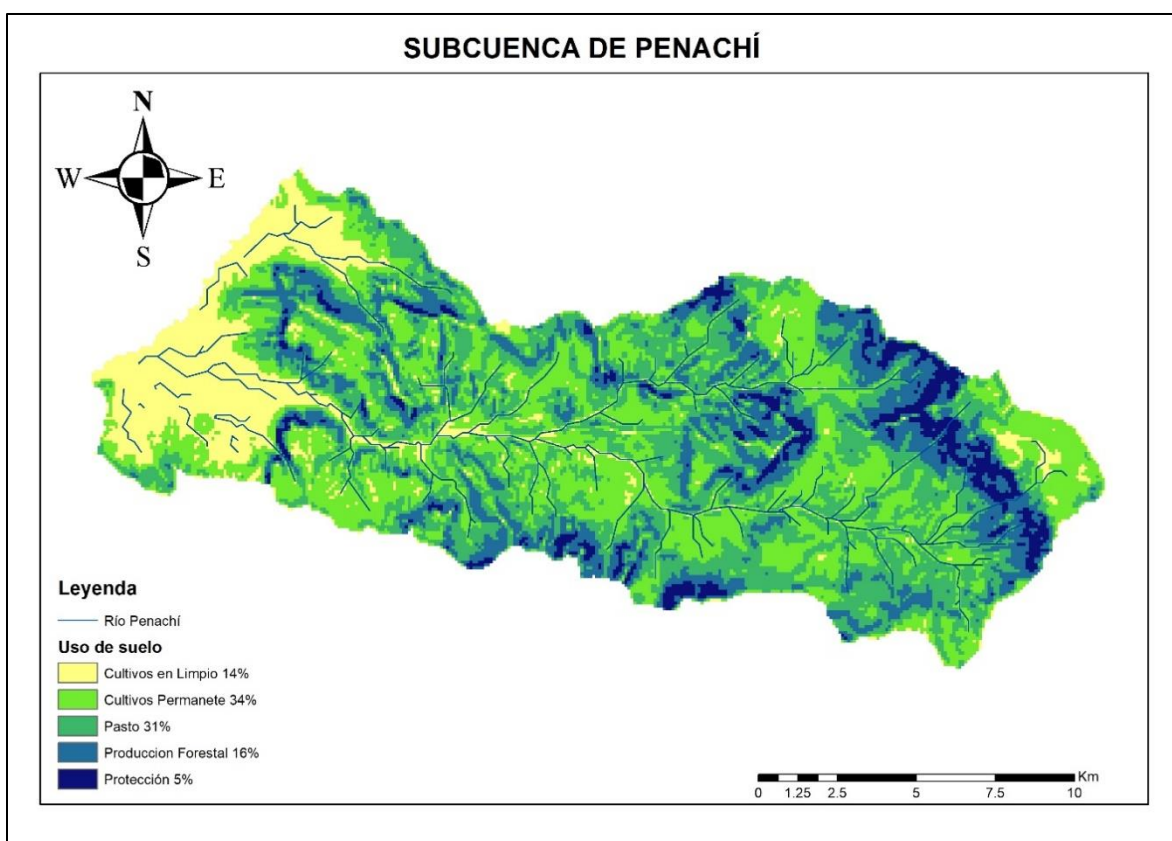 SUBCUENCA DE PENACHÍ
N
W E
S
Leyenda
Río Penachí
Uso de suelo
Cultivos en Limpio 14%
Cultivos Permanete 34%
Pasto 31%
Produccion Forestal 16%
Protección 5%
Km
0 1.25 2.5 5 7.5 10